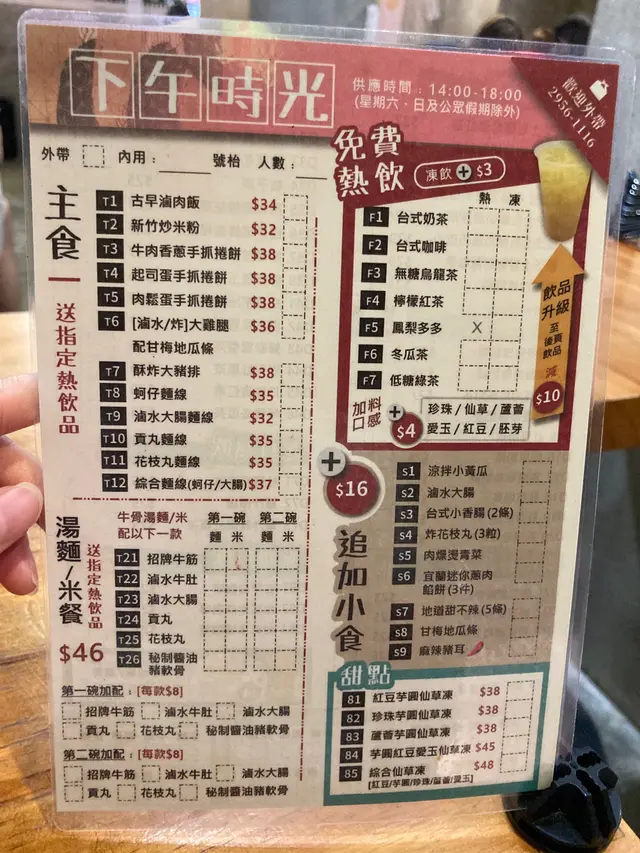 下午時光
供應時間：14:00-18:00
(星期六、日及公眾假期除外)
歡迎外帶
2956-1116
外帶 內用： 號枱 人數：
主食
送指定熱飲品
T1 古早滷肉飯 $34
T2 新竹炒米粉 $32
T3 牛肉香蔥手抓捲餅 $38
T4 起司蛋手抓捲餅 $38
T5 肉鬆蛋手抓捲餅 $38
T6 [滷水/炸]大雞腿 $36
配甘梅地瓜條
T7 酥炸大豬排 $38
T8 蚵仔麵線 $35
T9 滷水大腸麵線 $32
T10 貢丸麵線 $35
T11 花枝丸麵線 $35
T12 綜合麵線(蚵仔/大腸) $37
湯麵/米餐
送指定熱飲品
$46
牛骨湯麵/米
配以下一款
第一碗 第二碗
麵 米 麵 米
T21 招牌牛筋
T22 滷水牛肚
T23 滷水大腸
T24 貢丸
T25 花枝丸
T26 秘制醬油
豬軟骨
第一碗加配：[每款$8]
招牌牛筋 滷水牛肚 滷水大腸
貢丸 花枝丸 秘制醬油豬軟骨
第二碗加配：[每款$8]
招牌牛筋 滷水牛肚 滷水大腸
貢丸 花枝丸 秘制醬油豬軟骨
免費
熱飲
凍飲+$3
熱 凍
F1 台式奶茶
F2 台式咖啡
F3 無糖烏龍茶
F4 檸檬紅茶
F5 鳳梨多多 X
F6 冬瓜茶
F7 低糖綠茶
飲品
升級
至
後頁
飲品
減
$10
加料
口感
+
$4
珍珠/仙草/蘆薈
愛玉/紅豆/胚芽
+
$16
追加小食
S1 涼拌小黃瓜
S2 滷水大腸
S3 台式小香腸(2條)
S4 炸花枝丸(3粒)
S5 肉燥燙青菜
S6 宜蘭迷你蔥肉
餡餅(3件)
S7 地道甜不辣(5條)
S8 甘梅地瓜條
S9 麻辣豬耳
甜點
81 紅豆芋圓仙草凍 $38
82 珍珠芋圓仙草凍 $38
83 蘆薈芋圓仙草凍 $38
84 芋圓紅豆愛玉仙草凍 $45
85 綜合仙草凍 $48
[紅豆/芋圓/珍珠/蘆薈/愛玉]